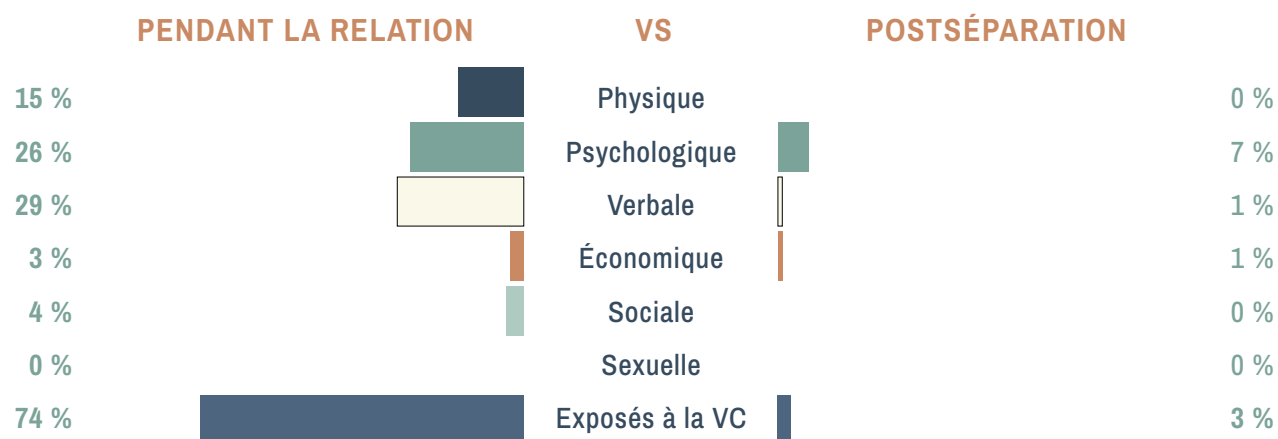 PENDANT LA RELATION VS POSTSÉPARATION
15 % Physique 0 %
26 % Psychologique 7 %
29 % Verbale 1 %
3 % Économique 1 %
4 % Sociale 0 %
0 % Sexuelle 0 %
74 % Exposés à la VC 3 %